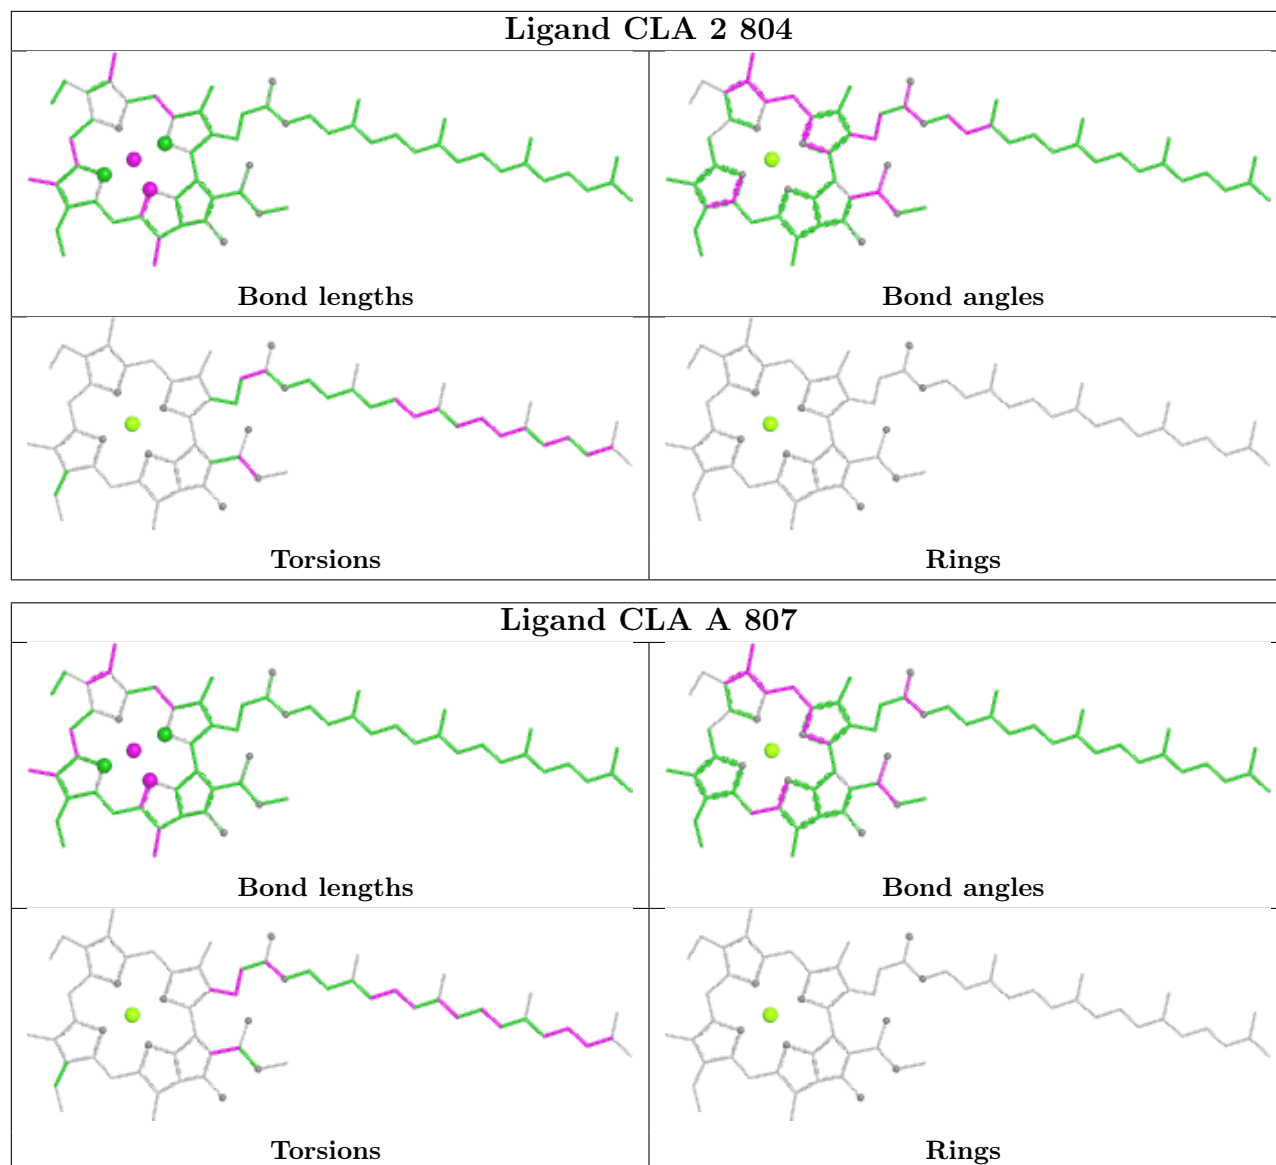 Ligand CLA 2 804
Bond lengths
Bond angles
Torsions
Rings
Ligand CLA A 807
Bond lengths
Bond angles
Torsions
Rings